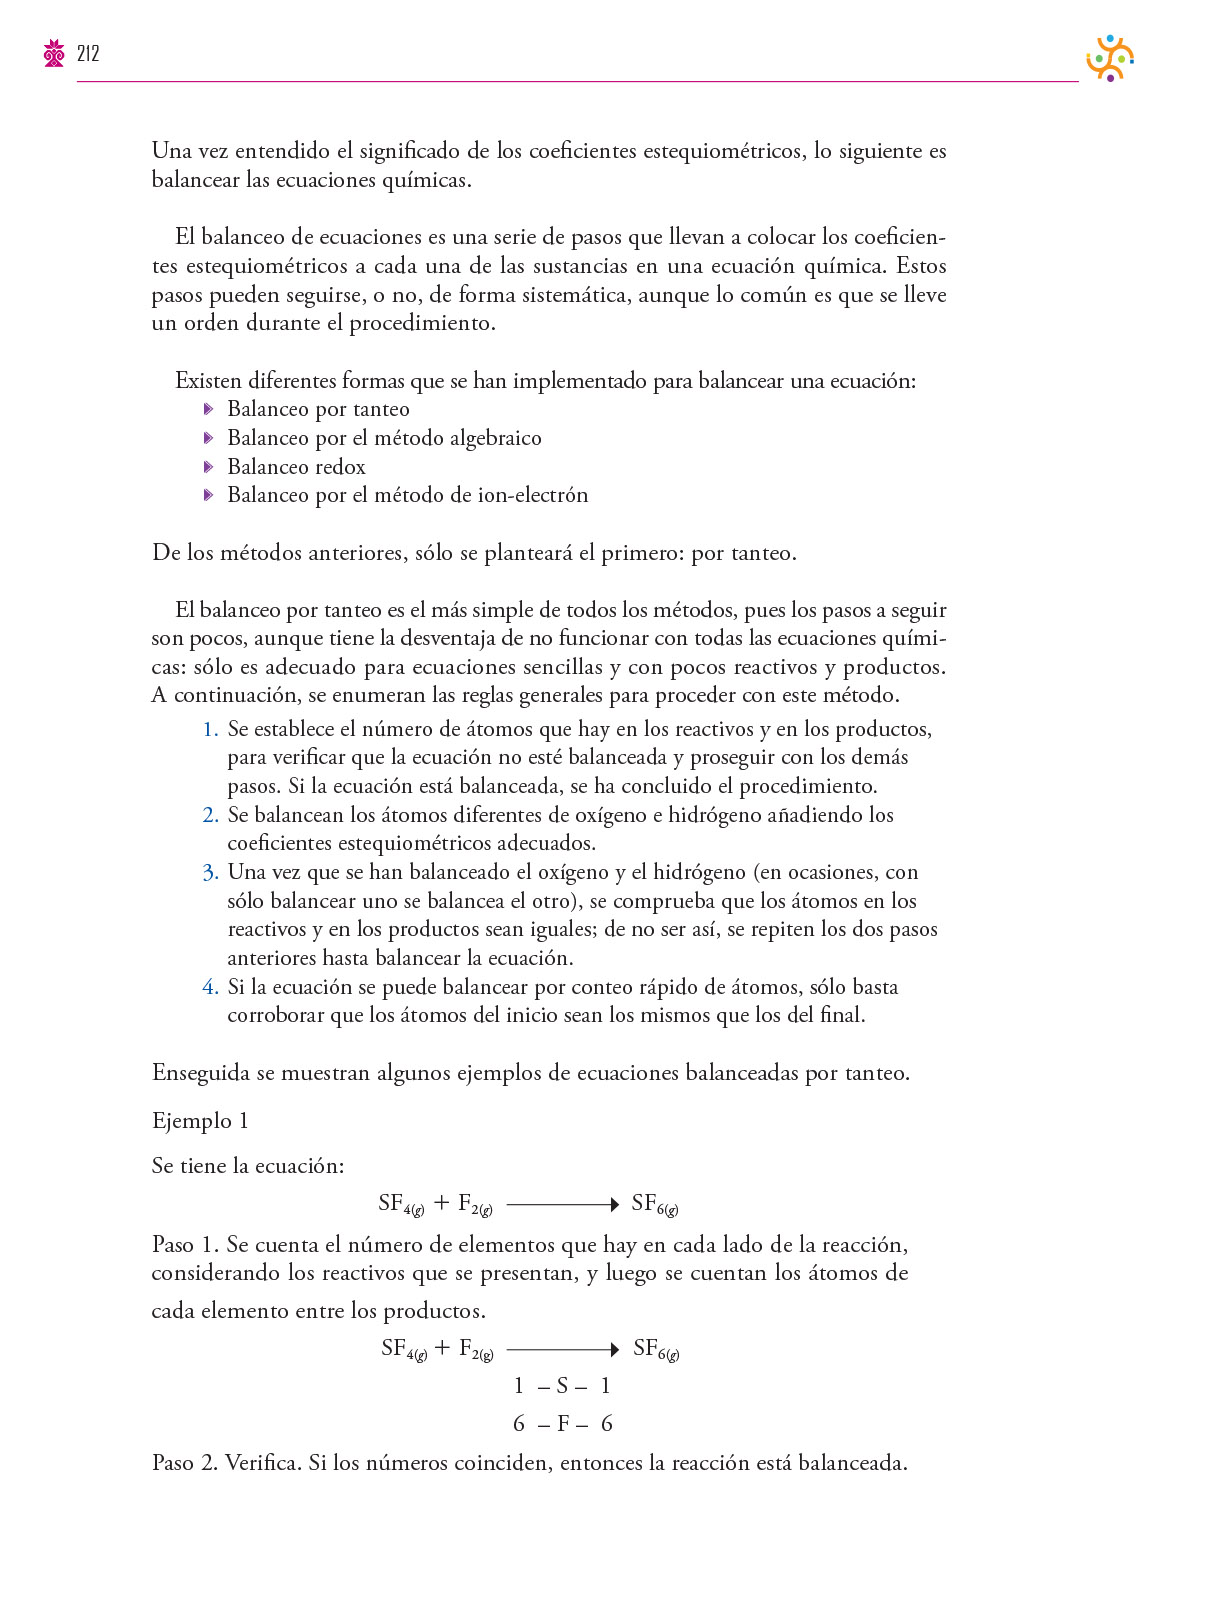 212
Una vez entendido el significado de los coeficientes estequiométricos, lo siguiente es
balancear las ecuaciones químicas.
El balanceo de ecuaciones es una serie de pasos que llevan a colocar los coeficien-
tes estequiométricos a cada una de las sustancias en una ecuación química. Estos
pasos pueden seguirse, o no, de forma sistemática, aunque lo común es que se lleve
un orden durante el procedimiento.
Existen diferentes formas que se han implementado para balancear una ecuación:
Balanceo por tanteo
Balanceo por el método algebraico
Balanceo redox
Balanceo por el método de ion-electrón
De los métodos anteriores, sólo se planteará el primero: por tanteo.
El balanceo por tanteo es el más simple de todos los métodos, pues los pasos a seguir
son pocos, aunque tiene la desventaja de no funcionar con todas las ecuaciones quími-
cas: sólo es adecuado para ecuaciones sencillas y con pocos reactivos y productos.
A continuación, se enumeran las reglas generales para proceder con este método.
1. Se establece el número de átomos que hay en los reactivos y en los productos,
para verificar que la ecuación no esté balanceada y proseguir con los demás
pasos. Si la ecuación está balanceada, se ha concluido el procedimiento.
2. Se balancean los átomos diferentes de oxígeno e hidrógeno añadiendo los
coeficientes estequiométricos adecuados.
3. Una vez que se han balanceado el oxígeno y el hidrógeno (en ocasiones, con
sólo balancear uno se balancea el otro), se comprueba que los átomos en los
reactivos y en los productos sean iguales; de no ser así, se repiten los dos pasos
anteriores hasta balancear la ecuación.
4. Si la ecuación se puede balancear por conteo rápido de átomos, sólo basta
corroborar que los átomos del inicio sean los mismos que los del final.
Enseguida se muestran algunos ejemplos de ecuaciones balanceadas por tanteo.
Ejemplo 1
Se tiene la ecuación:
SF4(g) + F2(g) ⟶ SF6(g)
Paso 1. Se cuenta el número de elementos que hay en cada lado de la reacción,
considerando los reactivos que se presentan, y luego se cuentan los átomos de
cada elemento entre los productos.
SF4(g) + F2(g) ⟶ SF6(g)
1 – S – 1
6 – F – 6
Paso 2. Verifica. Si los números coinciden, entonces la reacción está balanceada.